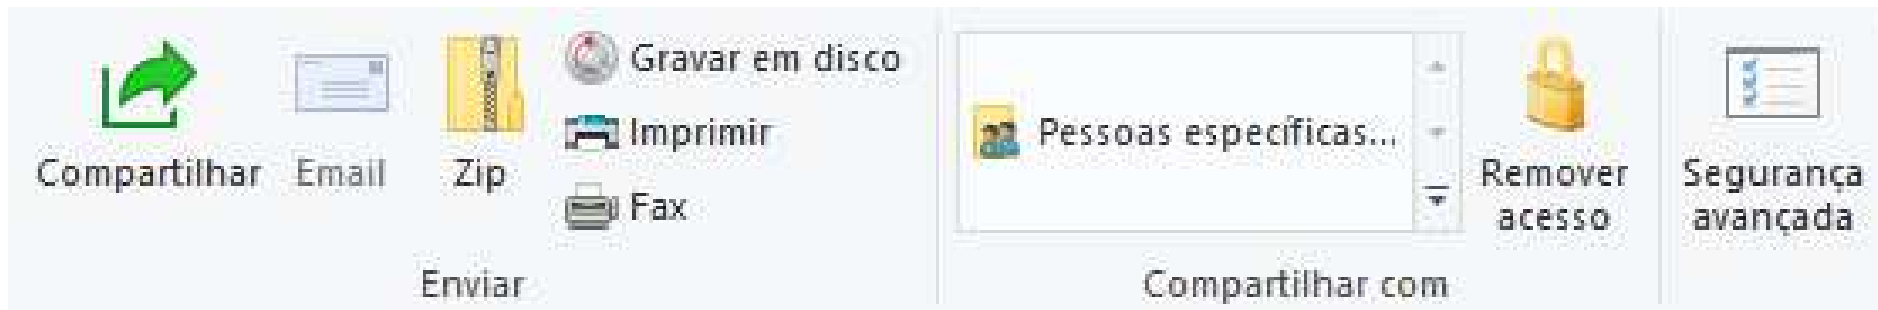 Compartilhar
Email
Zip
Gravar em disco
Imprimir
Fax
Enviar
Pessoas específicas...
Remover
acesso
Compartilhar com
Segurança
avançada